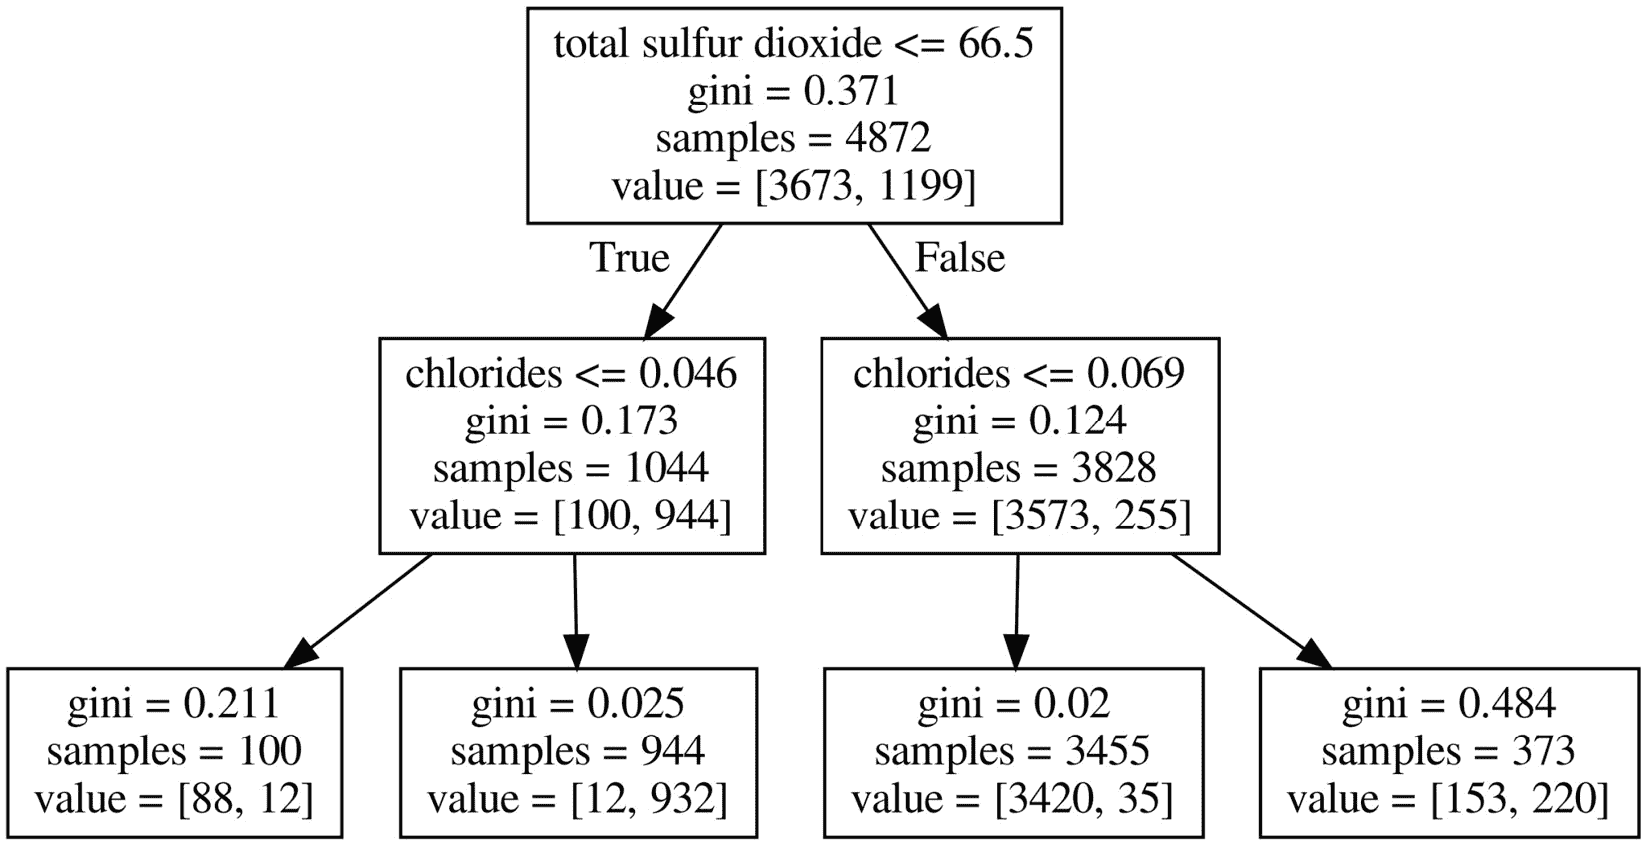 total sulfur dioxide <= 66.5
gini = 0.371
samples = 4872
value = [3673, 1199]
True
False
chlorides <= 0.046
gini = 0.173
samples = 1044
value = [100, 944]
chlorides <= 0.069
gini = 0.124
samples = 3828
value = [3573, 255]
gini = 0.211
samples = 100
value = [88, 12]
gini = 0.025
samples = 944
value = [12, 932]
gini = 0.02
samples = 3455
value = [3420, 35]
gini = 0.484
samples = 373
value = [153, 220]